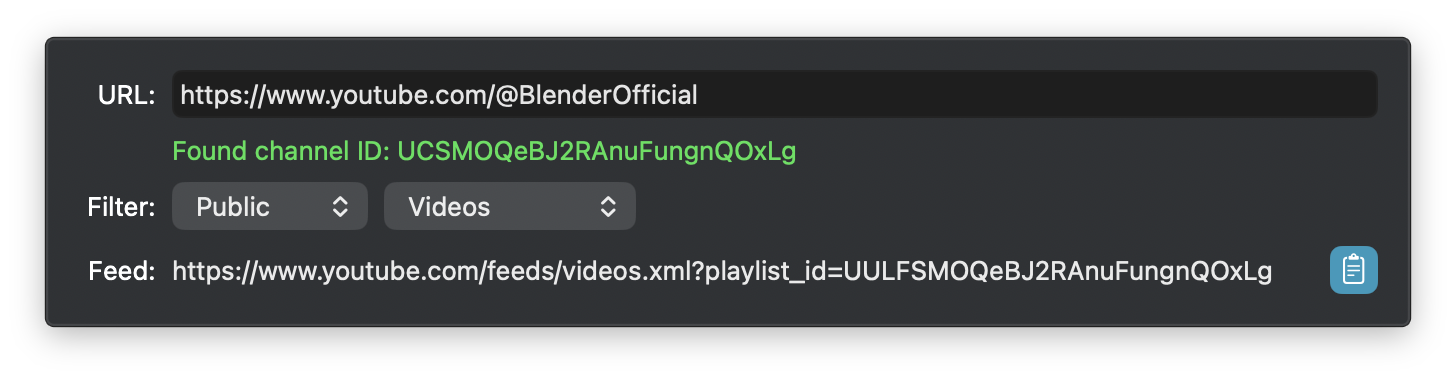 URL: https://www.youtube.com/@BlenderOfficial
Found channel ID: UCSMOQeBJ2RAnuFungnQOxLg
Filter: Public Videos
Feed: https://www.youtube.com/feeds/videos.xml?playlist_id=UULFSMOQeBJ2RAnuFungnQOxLg